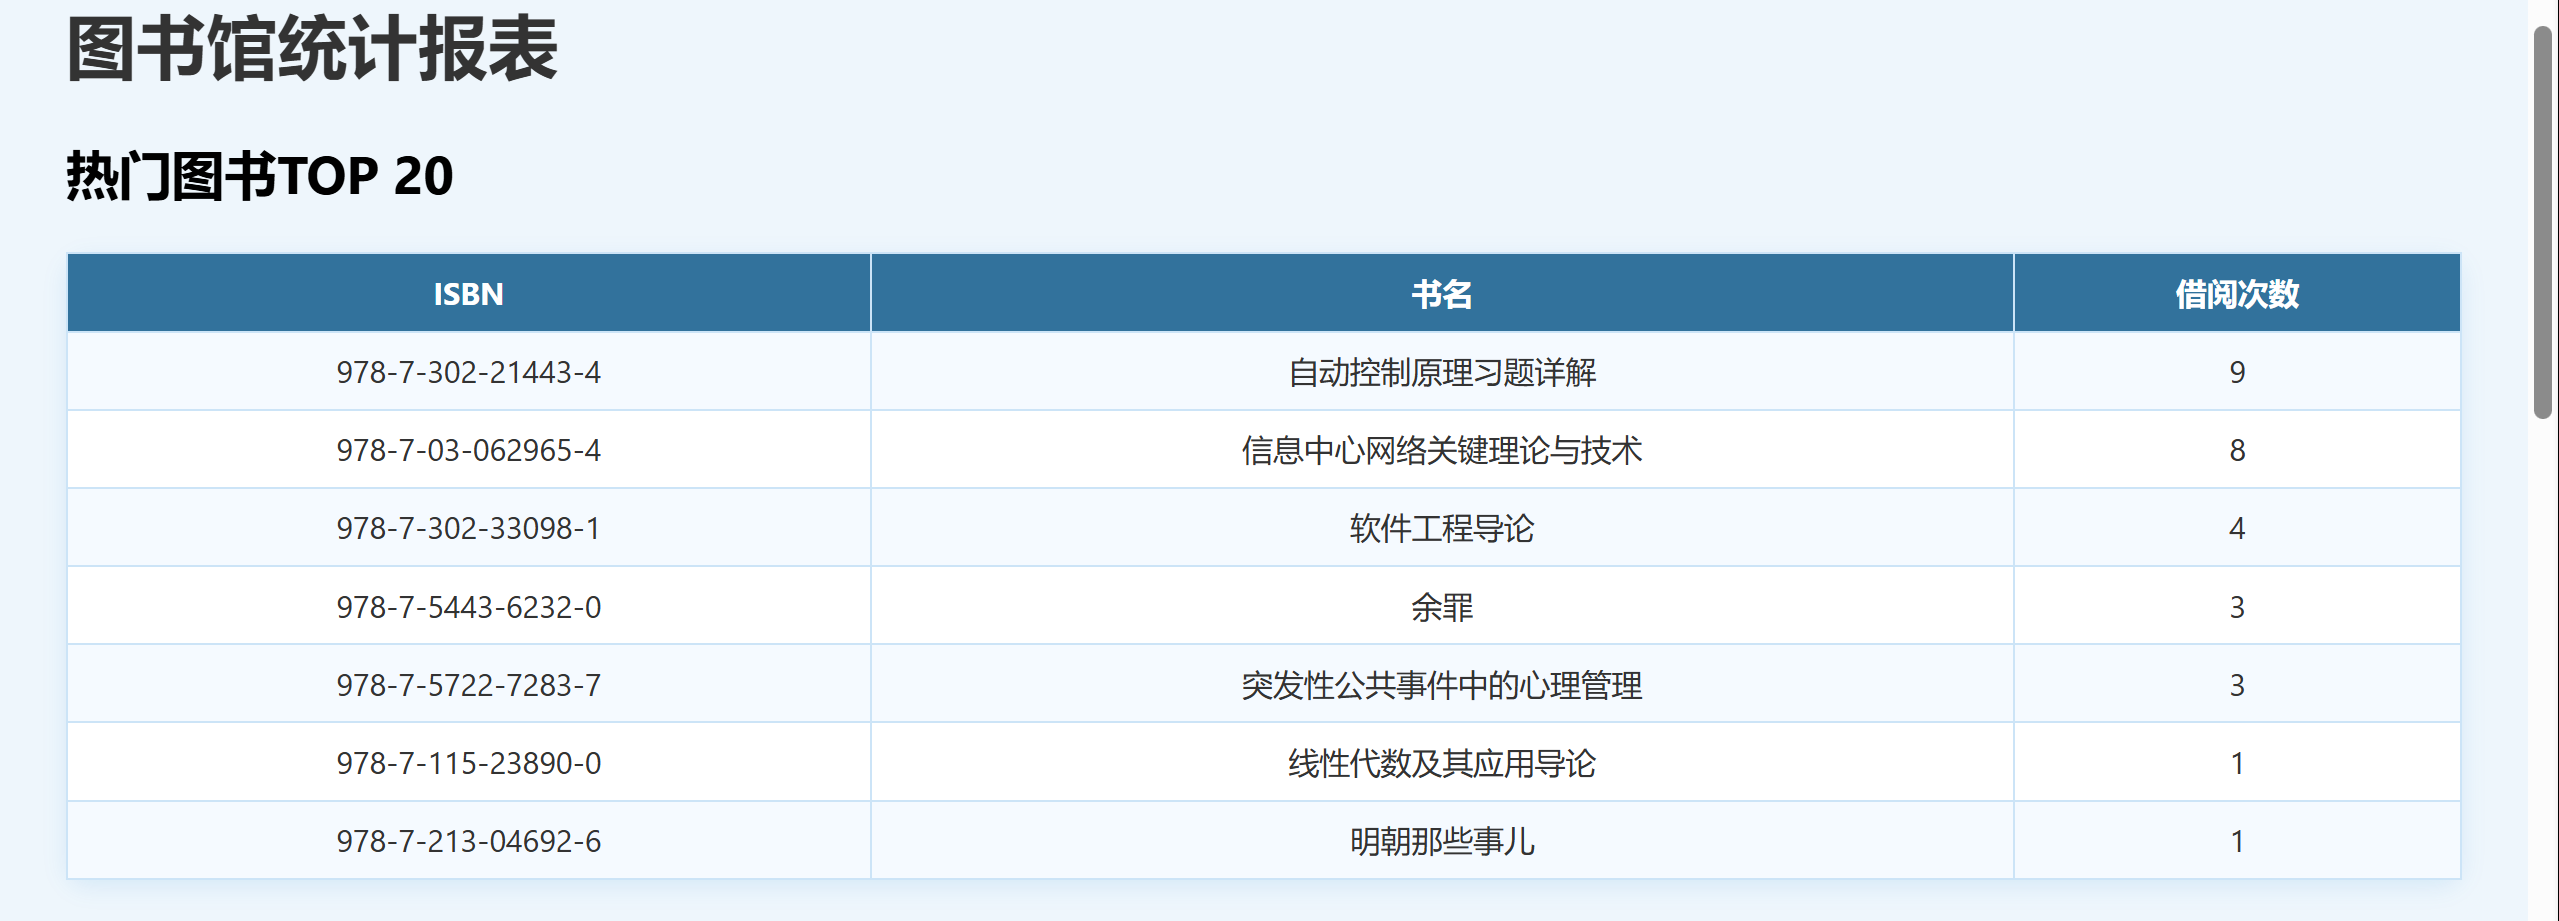 图书馆统计报表
热门图书TOP 20
ISBN 书名 借阅次数
978-7-302-21443-4 自动控制原理习题详解 9
978-7-03-062965-4 信息中心网络关键理论与技术 8
978-7-302-33098-1 软件工程导论 4
978-7-5443-6232-0 余罪 3
978-7-5722-7283-7 突发性公共事件中的心理管理 3
978-7-115-23890-0 线性代数及其应用导论 1
978-7-213-04692-6 明朝那些事儿 1